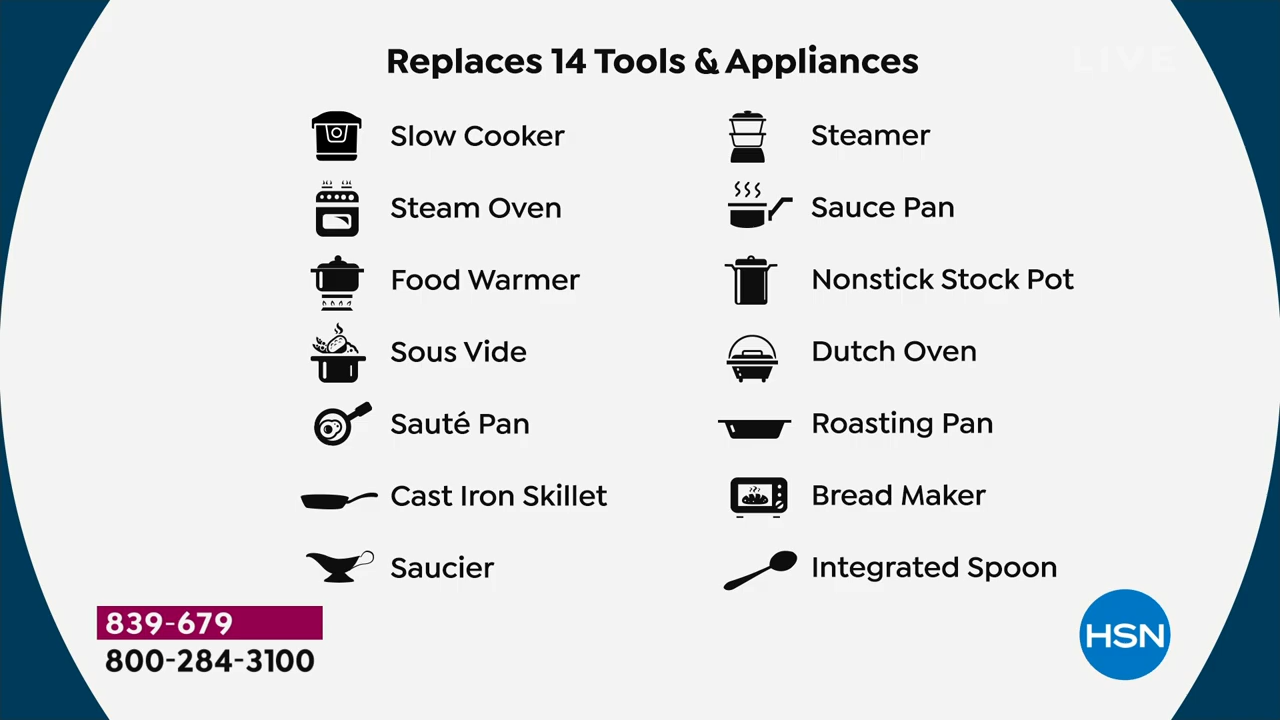 Replaces 14 Tools & Appliances
LIVE
Slow Cooker
Steamer
Steam Oven
Sauce Pan
Food Warmer
Nonstick Stock Pot
Sous Vide
Dutch Oven
Sauté Pan
Roasting Pan
Cast Iron Skillet
Bread Maker
Saucier
Integrated Spoon
839-679
800-284-3100
HSN